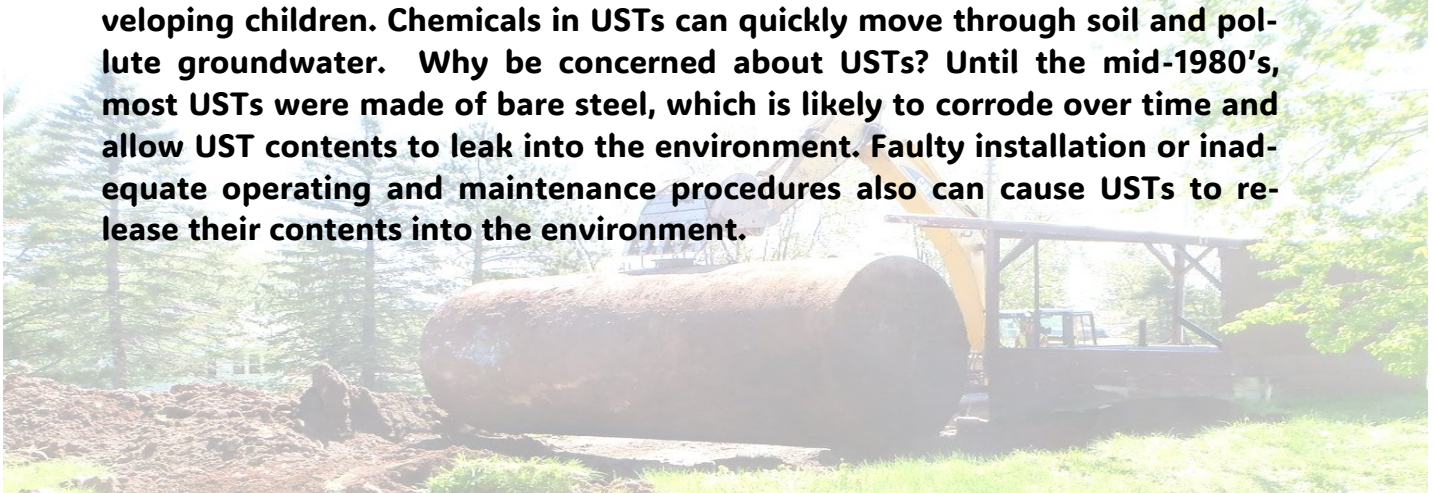 veloping children. Chemicals in USTs can quickly move through soil and pol-
lute groundwater.  Why be concerned about USTs? Until the mid-1980's,
most USTs were made of bare steel, which is likely to corrode over time and
allow UST contents to leak into the environment. Faulty installation or inad-
equate operating and maintenance procedures also can cause USTs to re-
lease their contents into the environment.